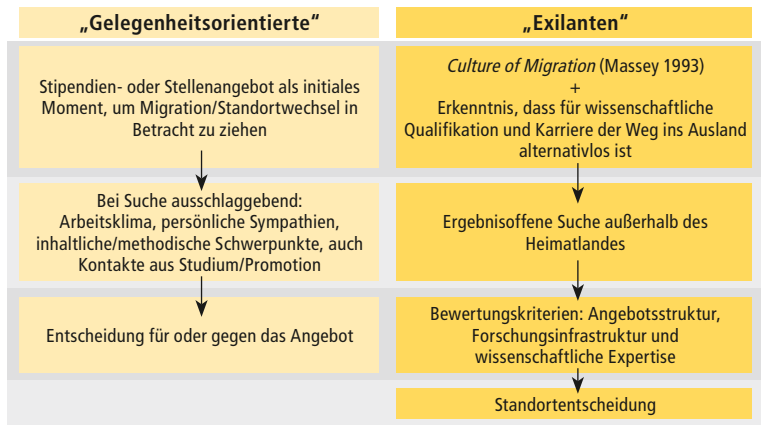 „Gelegenheitsorientierte“
Stipendien- oder Stellenangebot als initiales
Moment, um Migration/Standortwechsel in
Betracht zu ziehen
Bei Suche ausschlaggebend:
Arbeitsklima, persönliche Sympathien,
inhaltliche/methodische Schwerpunkte, auch
Kontakte aus Studium/Promotion
Entscheidung für oder gegen das Angebot
„Exilanten“
Culture of Migration (Massey 1993)
+
Erkenntnis, dass für wissenschaftliche
Qualifikation und Karriere der Weg ins Ausland
alternativlos ist
Ergebnisoffene Suche außerhalb des
Heimatlandes
Bewertungskriterien: Angebotsstruktur,
Forschungsinfrastruktur und
wissenschaftliche Expertise
Standortentscheidung